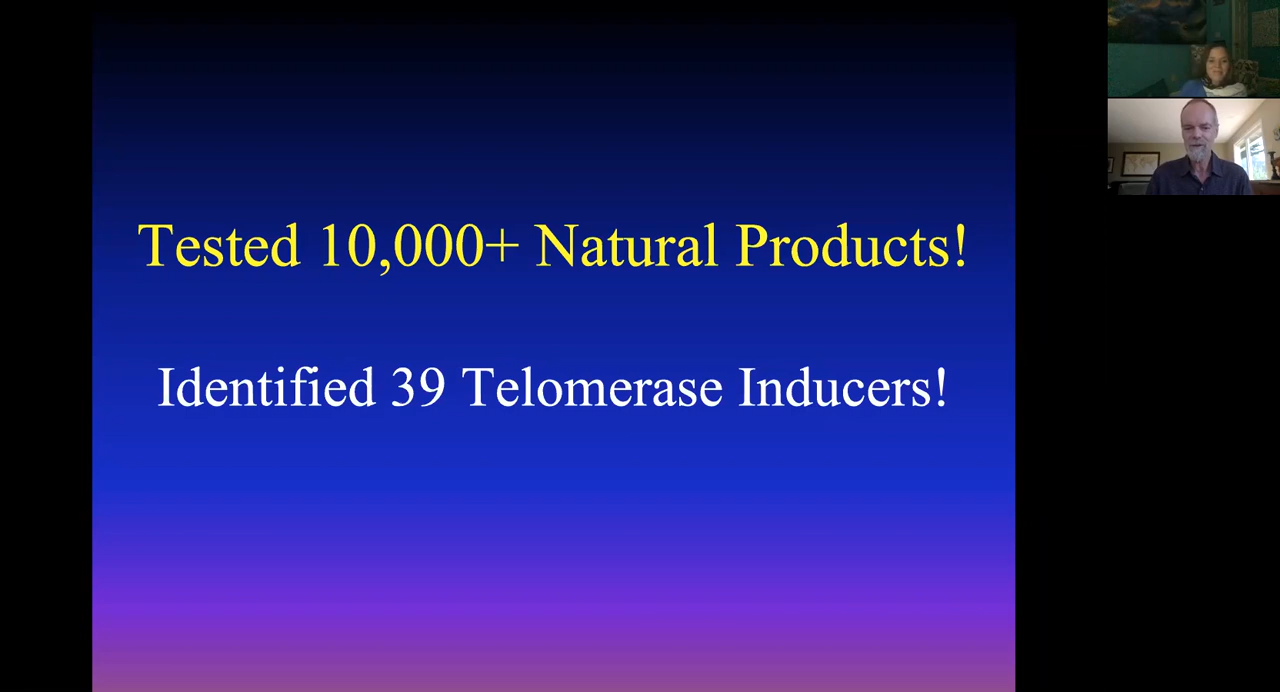 Tested 10,000+ Natural Products!
Identified 39 Telomerase Inducers!